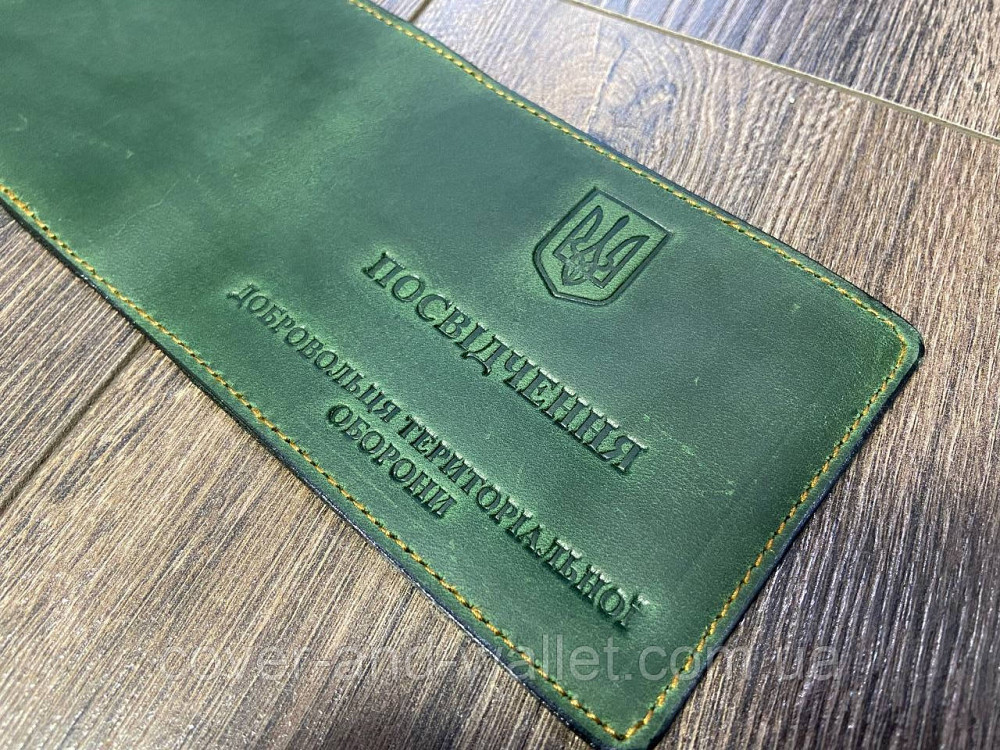 ПОСВІДЧЕННЯ
ДОБРОВОЛЬЦЯ ТЕРИТОРІАЛЬНОЇ
ОБОРОНИ
cover-and-wallet.com.ua